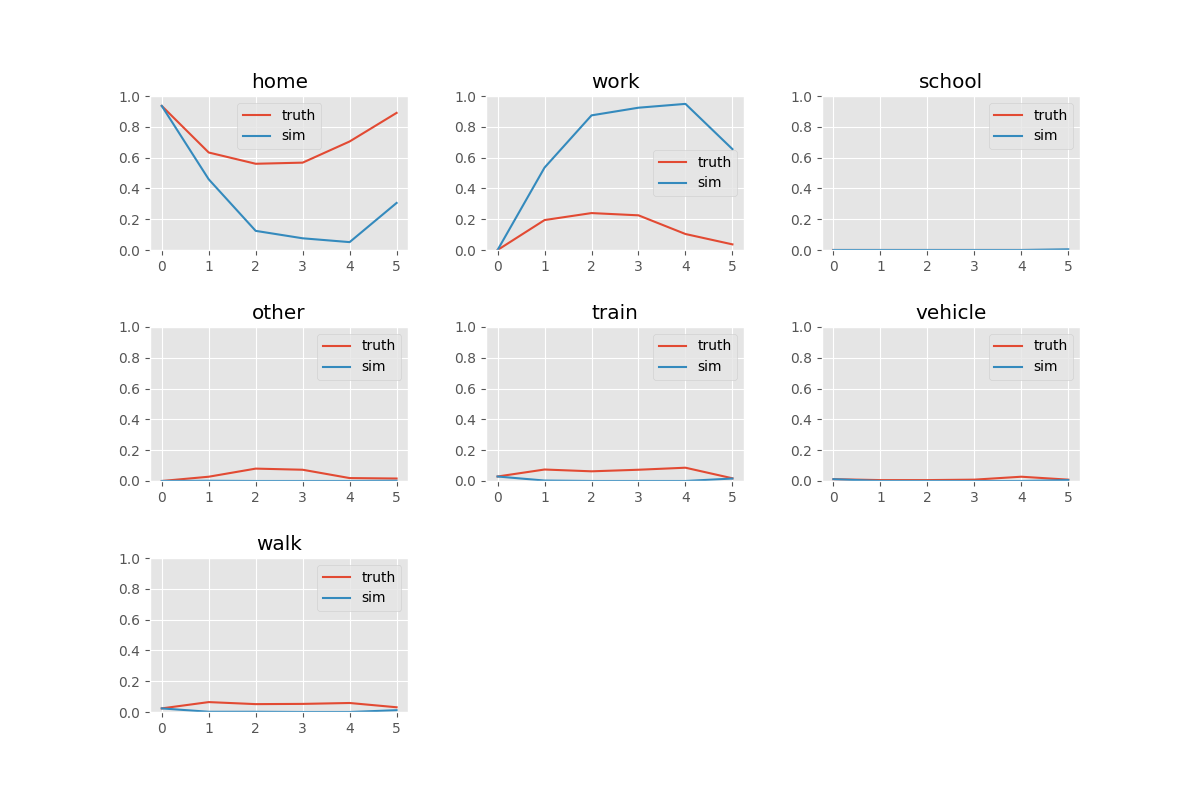 home work school
1.0 truth 1.0 1.0 truth
0.8 sim 0.8 0.8 sim
0.6 0.6 truth 0.6
0.4 0.4 sim 0.4
0.2 0.2 0.2
0.0 0.0 0.0
0 1 2 3 4 5 0 1 2 3 4 5 0 1 2 3 4 5
other train vehicle
1.0 truth 1.0 truth 1.0 truth
0.8 sim 0.8 sim 0.8 sim
0.6 0.6 0.6
0.4 0.4 0.4
0.2 0.2 0.2
0.0 0.0 0.0
0 1 2 3 4 5 0 1 2 3 4 5 0 1 2 3 4 5
walk
1.0 truth
0.8 sim
0.6
0.4
0.2
0.0
0 1 2 3 4 5